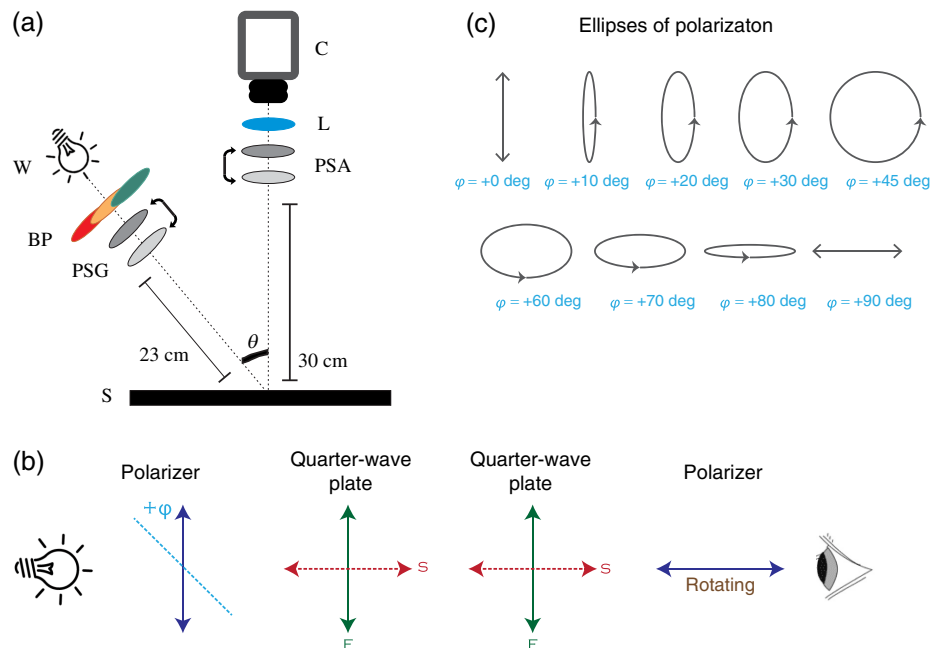 (a)
C
L
PSA
W
BP
PSG
θ
23 cm
30 cm
S
(c)
Ellipses of polarizaton
φ = +0 deg
φ = +10 deg
φ = +20 deg
φ = +30 deg
φ = +45 deg
φ = +60 deg
φ = +70 deg
φ = +80 deg
φ = +90 deg
(b)
Polarizer
+φ
Quarter-wave
plate
S
F
Quarter-wave
plate
S
F
Polarizer
Rotating